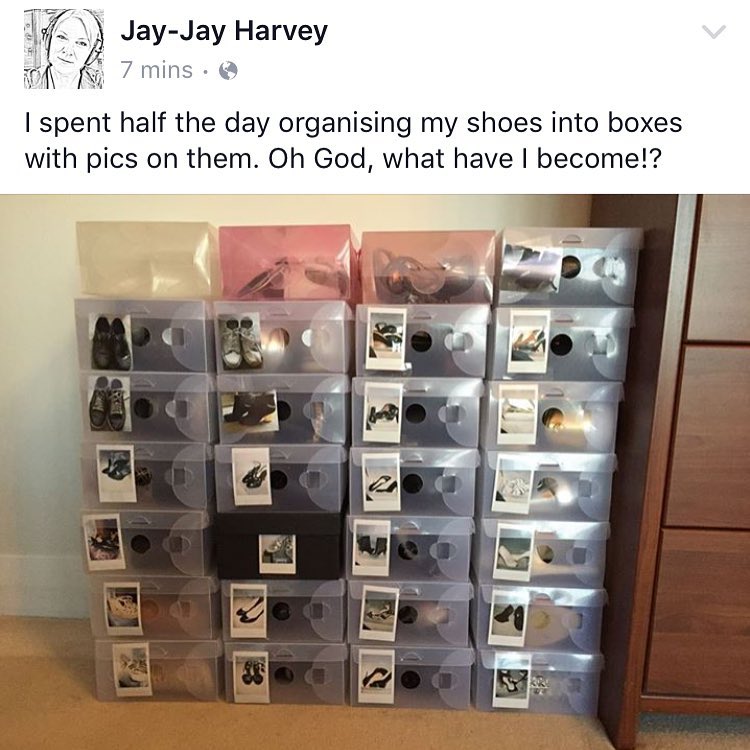 Jay-Jay Harvey
7 mins ·
I spent half the day organising my shoes into boxes
with pics on them. Oh God, what have I become!?